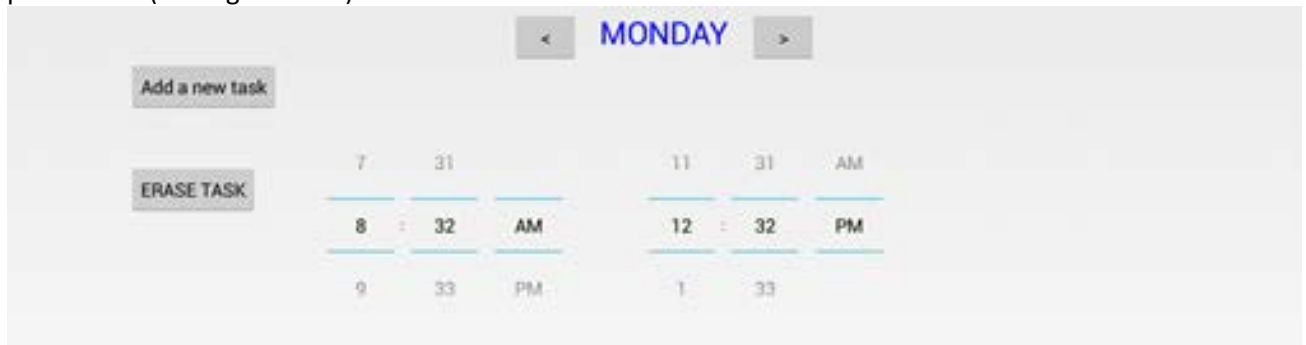 < MONDAY >
Add a new task
7 31 11 31 AM
ERASE TASK
8 : 32 AM 12 : 32 PM
9 33 PM 1 33